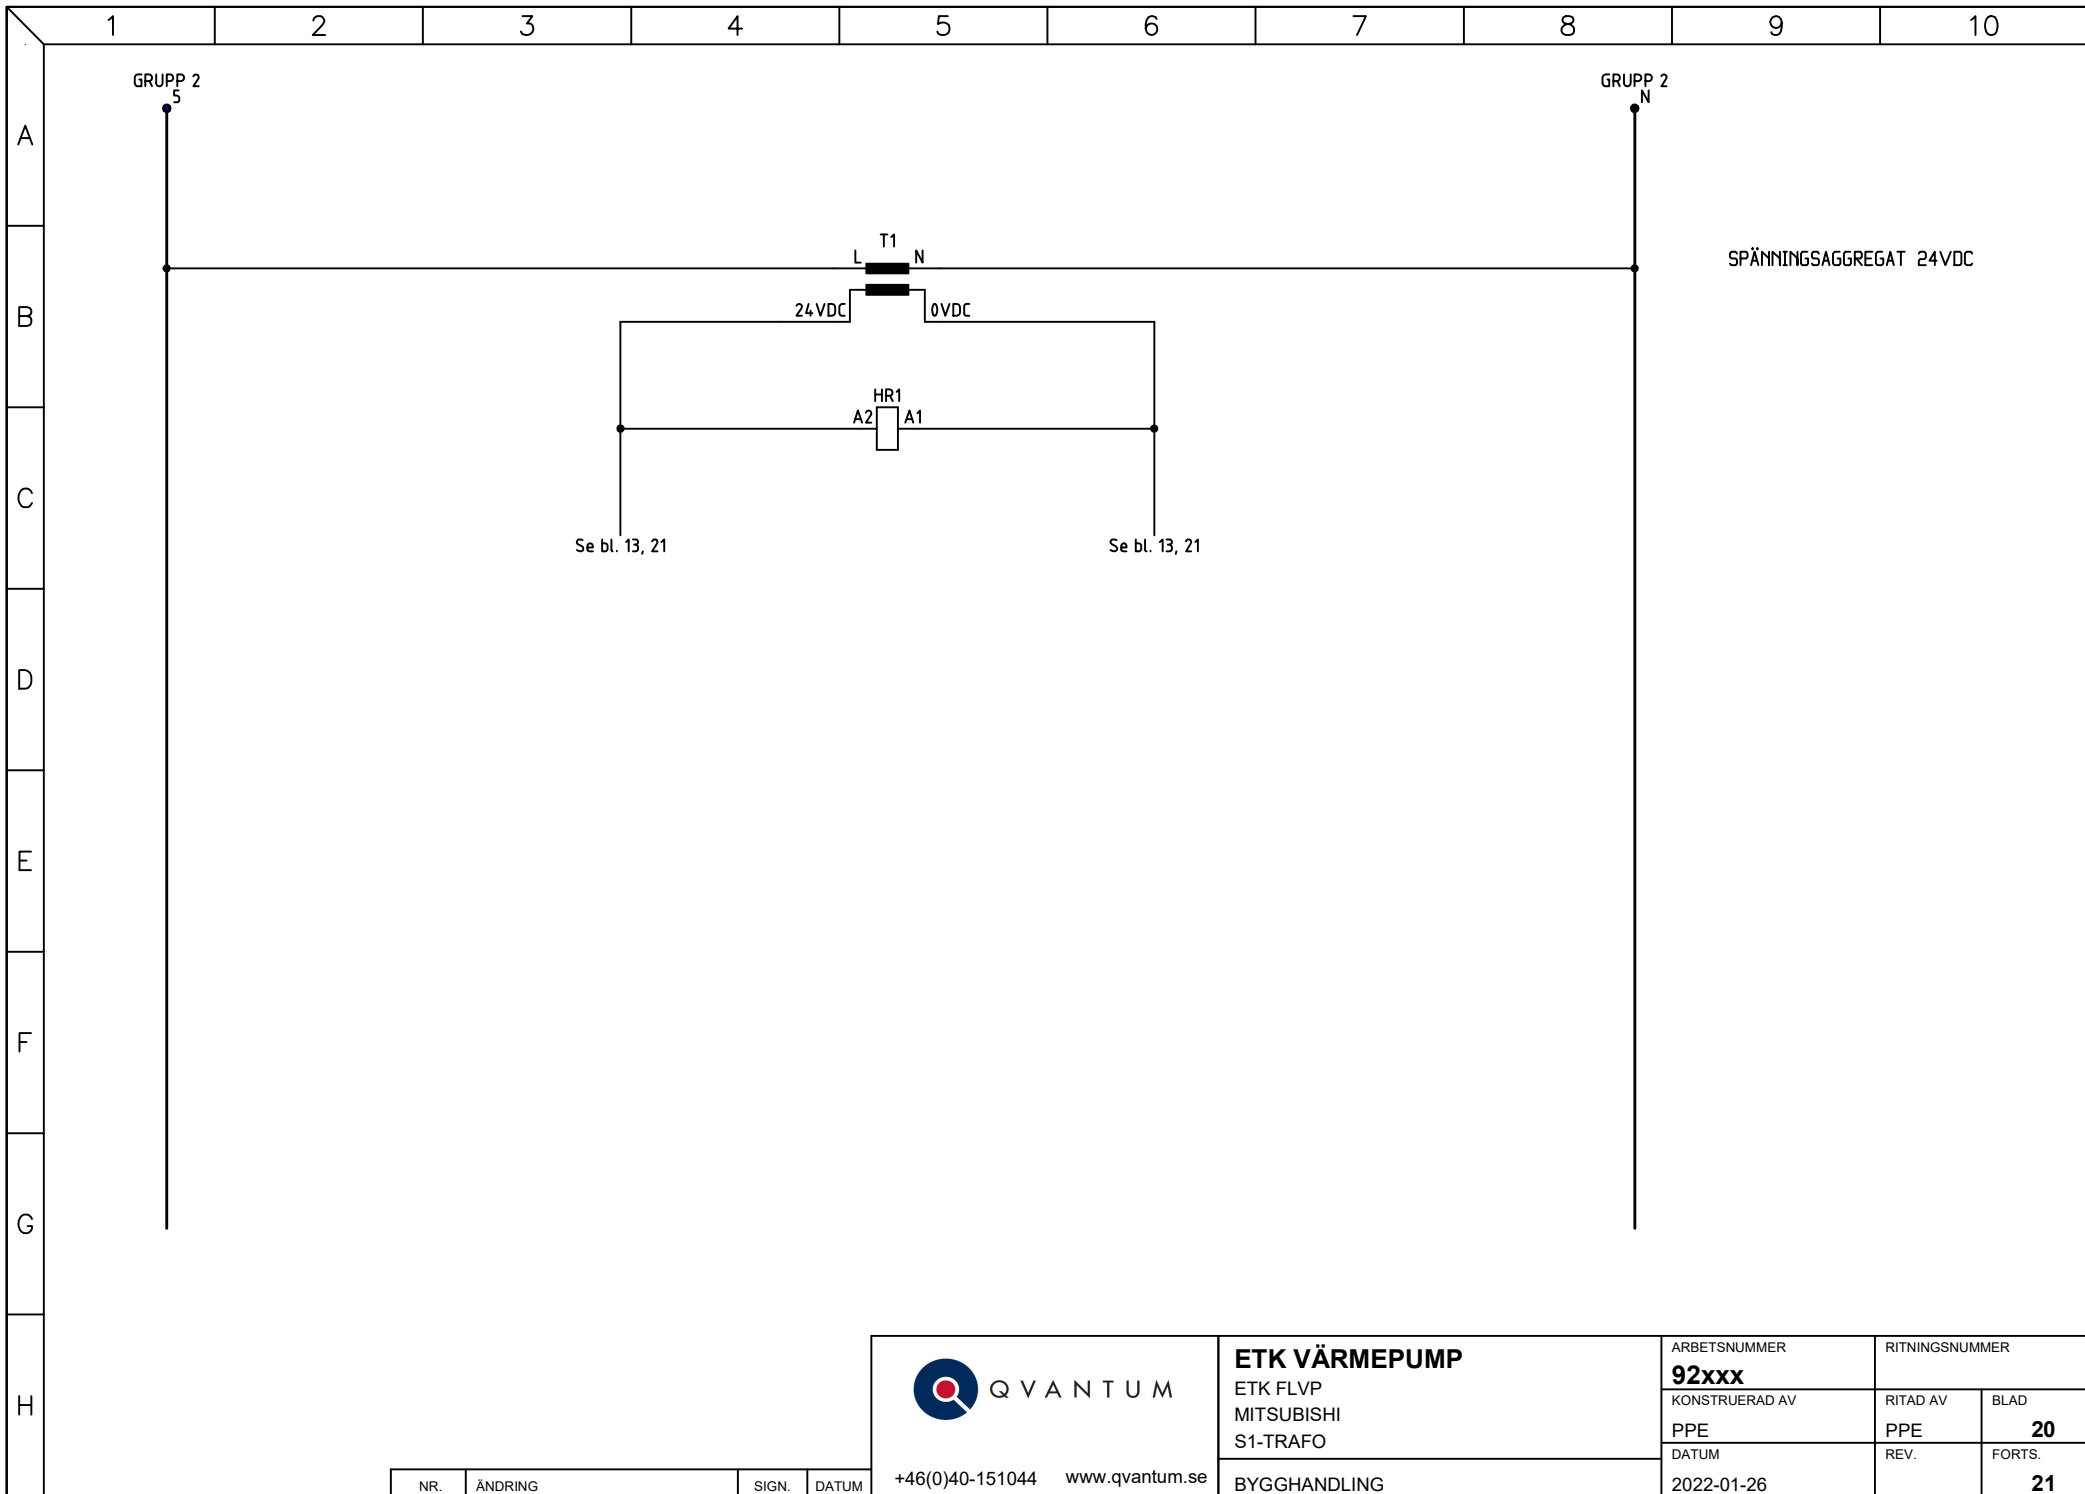 1 2 3 4 5 6 7 8 9 10
A
B
C
D
E
F
G
H
GRUPP 2
5
GRUPP 2
N
T1
L N
SPÄNNINGSAGGREGAT 24VDC
24VDC 0VDC
HR1
A2 A1
Se bl. 13, 21
Se bl. 13, 21
NR. ÄNDRING SIGN. DATUM
QVANTUM
+46(0)40-151044 www.qvantum.se
ETK VÄRMEPUMP
ETK FLVP
MITSUBISHI
S1-TRAFO
BYGGHANDLING
ARBETSNUMMER
92xxx
RITNINGSNUMMER
KONSTRUERAD AV
PPE
RITAD AV
PPE
BLAD
20
DATUM
2022-01-26
REV.
FORTS.
21